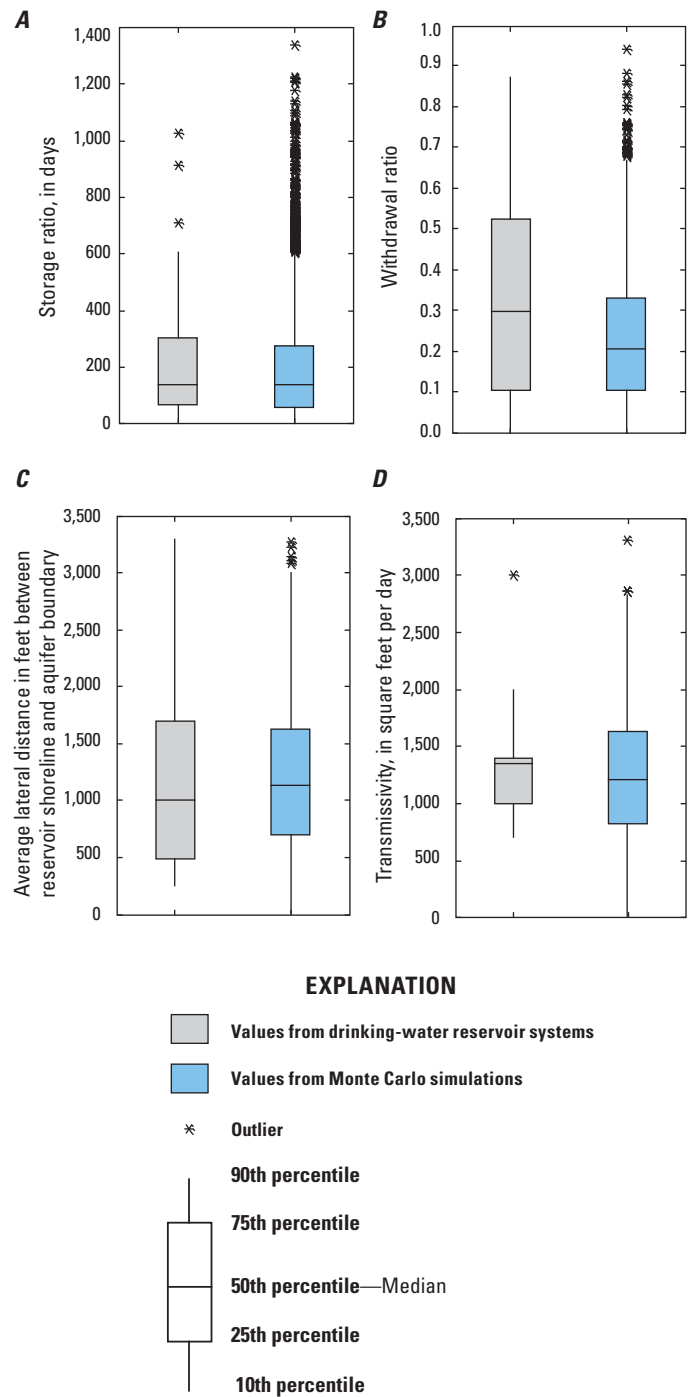 A
Storage ratio, in days
1,400
1,200
1,000
800
600
400
200
0
B
Withdrawal ratio
1.0
0.9
0.8
0.7
0.6
0.5
0.4
0.3
0.2
0.1
0.0
C
Average lateral distance in feet between
reservoir shoreline and aquifer boundary
3,500
3,000
2,500
2,000
1,500
1,000
500
0
D
Transmissivity, in square feet per day
3,500
3,000
2,500
2,000
1,500
1,000
500
0
EXPLANATION
Values from drinking-water reservoir systems
Values from Monte Carlo simulations
Outlier
90th percentile
75th percentile
50th percentile—Median
25th percentile
10th percentile